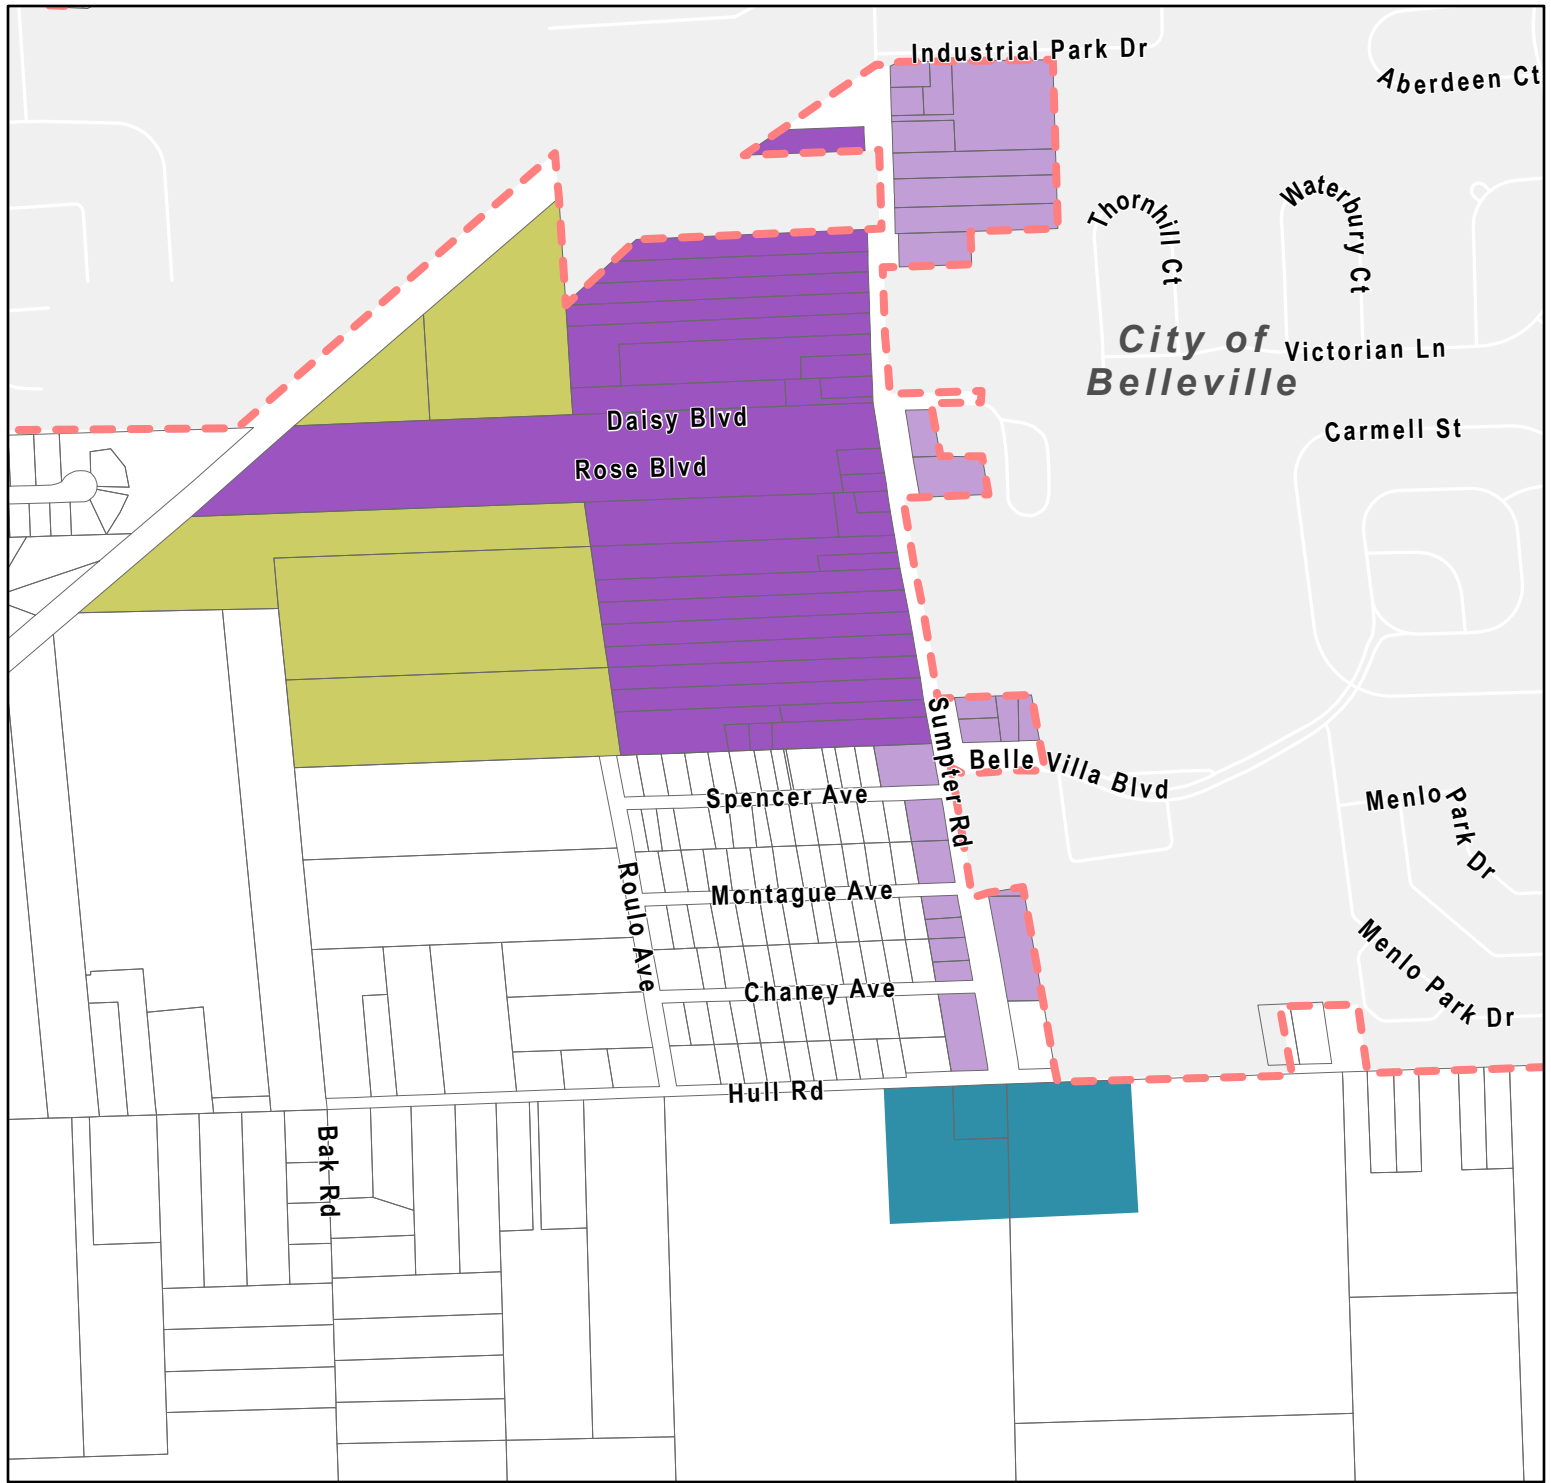 Industrial Park Dr
Aberdeen Ct
Thornhill Ct
Waterbury Ct
City of
Belleville
Victorian Ln
Daisy Blvd
Carmell St
Rose Blvd
Sumpter Rd
Belle Villa Blvd
Spencer Ave
Menlo Park Dr
Roulo Ave
Montague Ave
Menlo Park Dr
Chaney Ave
Hull Rd
Bak Rd